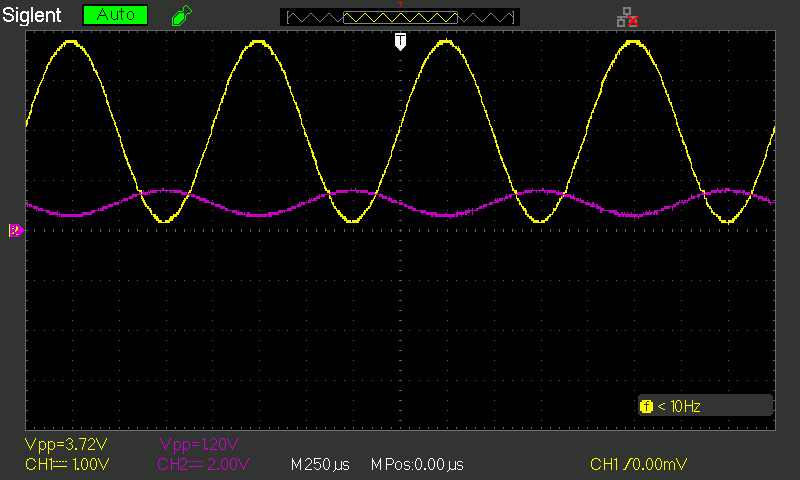 Siglent Auto
T
f < 10Hz
Vpp=3.72V Vpp=1.20V
CH1⎓ 1.00V CH2⎓ 2.00V M 250µs M Pos:0.00µs CH1 ⁄ 0.00mV